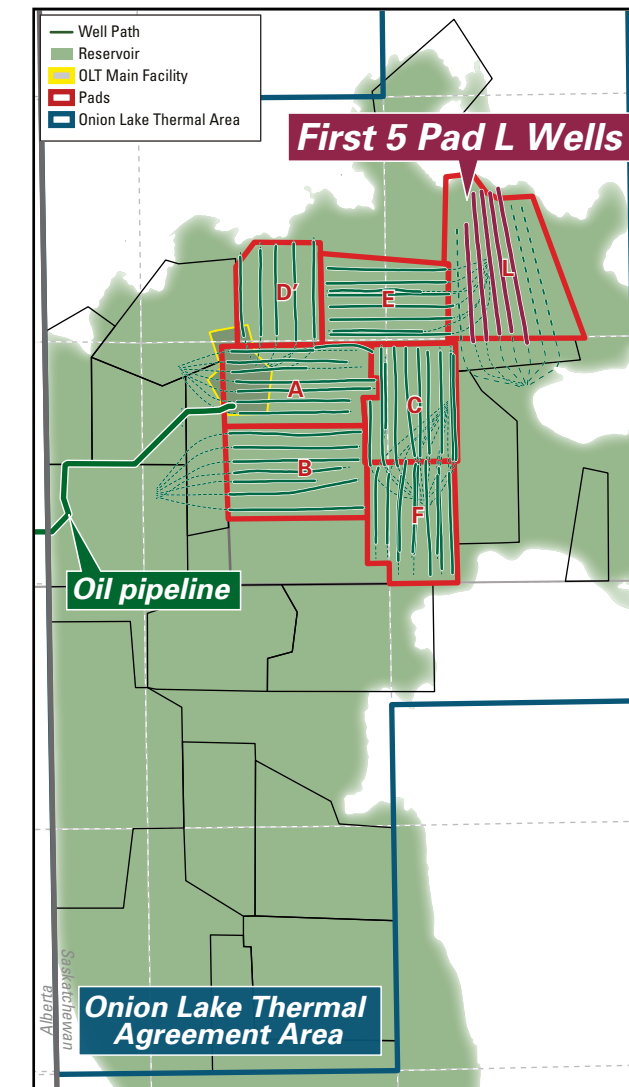 Well Path
Reservoir
OLT Main Facility
Pads
Onion Lake Thermal Area
First 5 Pad L Wells
L
D'
E
A
C
B
F
Oil pipeline
Alberta
Saskatchewan
Onion Lake Thermal
Agreement Area